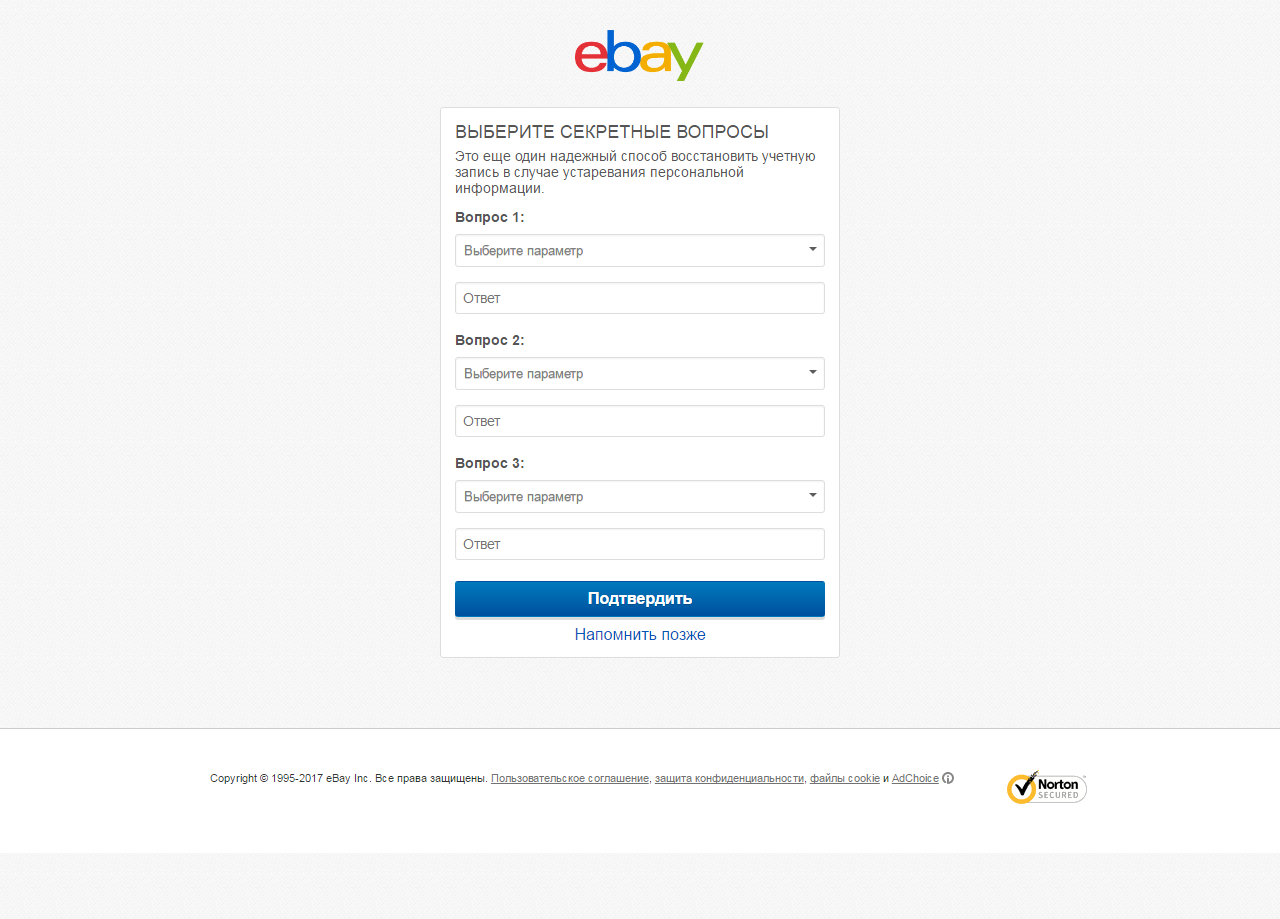 ebay
ВЫБЕРИТЕ СЕКРЕТНЫЕ ВОПРОСЫ
Это еще один надежный способ восстановить учетную
запись в случае устаревания персональной
информации.
Вопрос 1:
Выберите параметр
Ответ
Вопрос 2:
Выберите параметр
Ответ
Вопрос 3:
Выберите параметр
Ответ
Подтвердить
Напомнить позже
Copyright © 1995-2017 eBay Inc. Все права защищены. Пользовательское соглашение, защита конфиденциальности, файлы cookie и AdChoice
Norton
SECURED